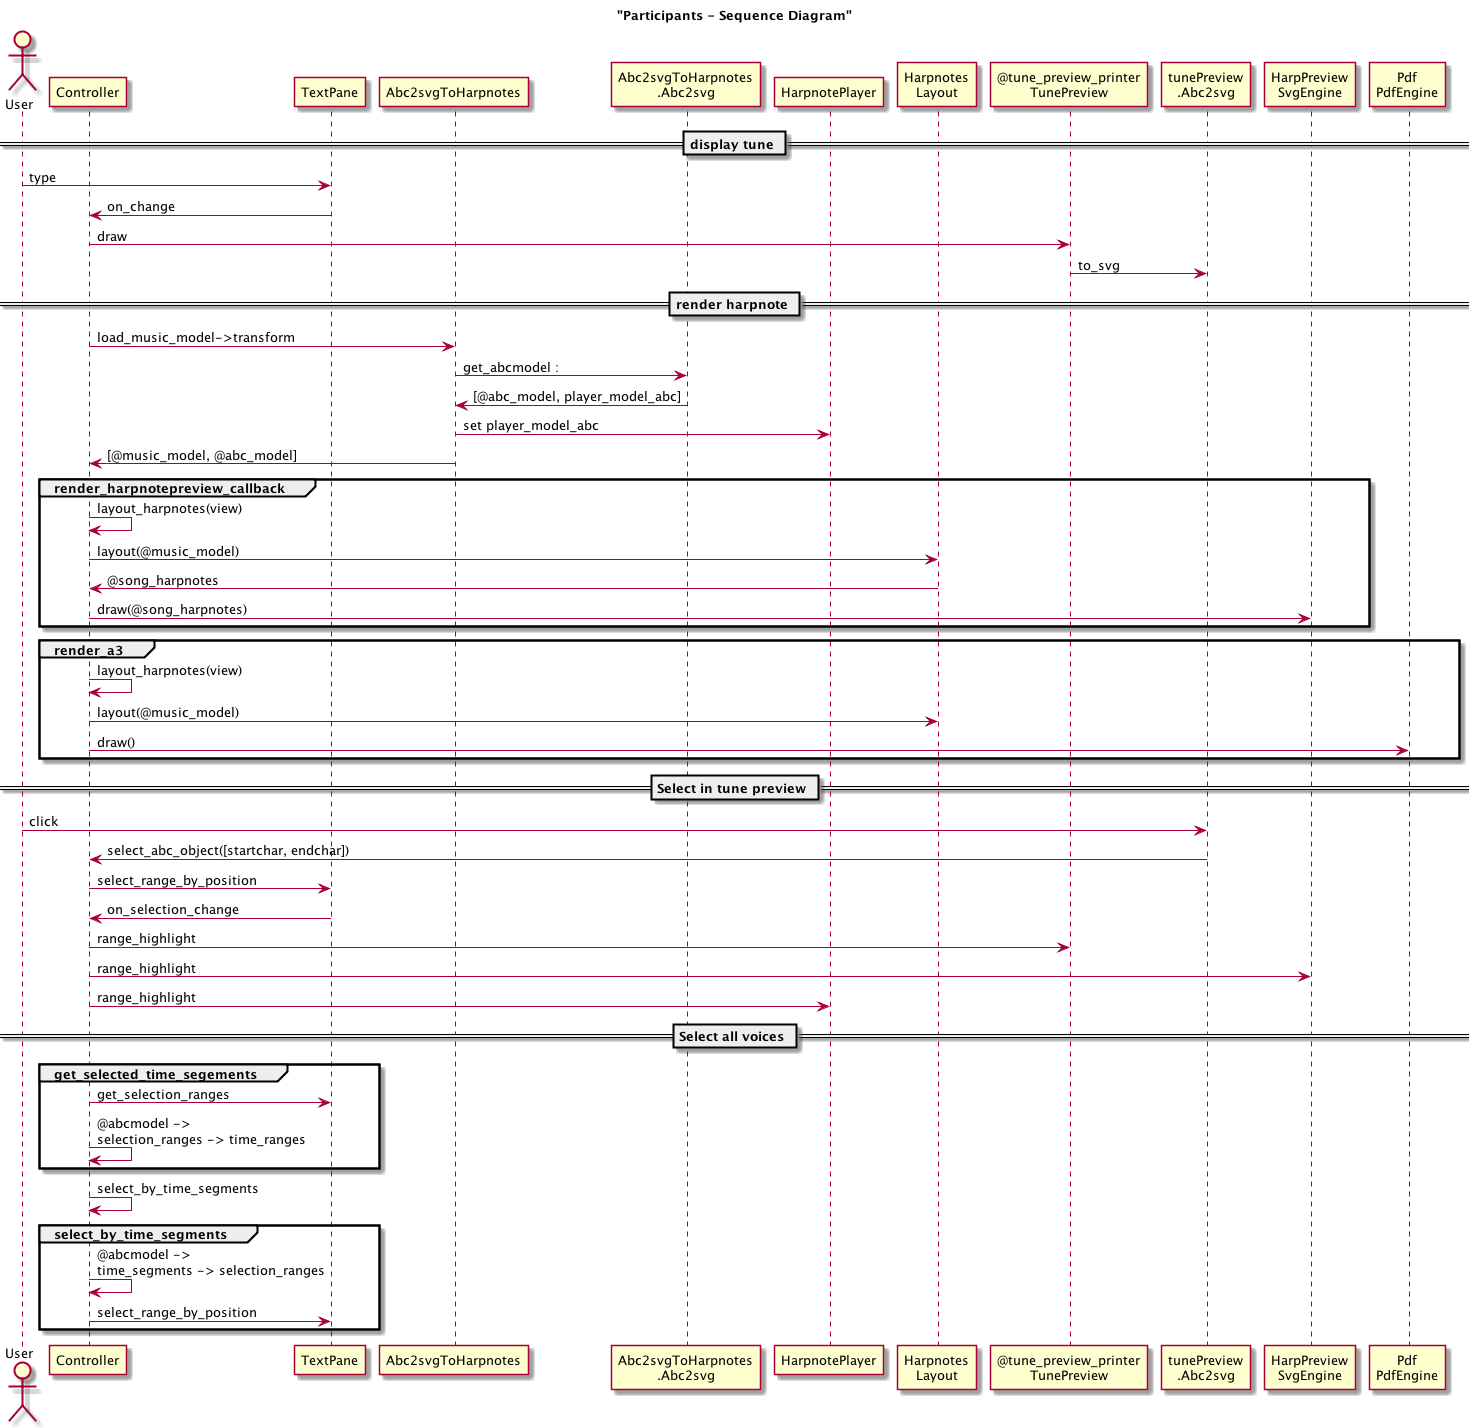 "Participants – Sequence Diagram"
User
Controller
TextPane
Abc2svgToHarpnotes
Abc2svgToHarpnotes
.Abc2svg
HarpnotePlayer
Harpnotes
Layout
@tune_preview_printer
TunePreview
tunePreview
.Abc2svg
HarpPreview
SvgEngine
Pdf
PdfEngine
display tune
type
on_change
draw
to_svg
render harpnote
load_music_model->transform
get_abcmodel :
[@abc_model, player_model_abc]
set player_model_abc
[@music_model, @abc_model]
render_harpnotepreview_callback
layout_harpnotes(view)
layout(@music_model)
@song_harpnotes
draw(@song_harpnotes)
render_a3
layout_harpnotes(view)
layout(@music_model)
draw()
Select in tune preview
click
select_abc_object([startchar, endchar])
select_range_by_position
on_selection_change
range_highlight
range_highlight
range_highlight
Select all voices
get_selected_time_segements
get_selection_ranges
@abcmodel ->
selection_ranges -> time_ranges
select_by_time_segments
select_by_time_segments
@abcmodel ->
time_segments -> selection_ranges
select_range_by_position
User
Controller
TextPane
Abc2svgToHarpnotes
Abc2svgToHarpnotes
.Abc2svg
HarpnotePlayer
Harpnotes
Layout
@tune_preview_printer
TunePreview
tunePreview
.Abc2svg
HarpPreview
SvgEngine
Pdf
PdfEngine